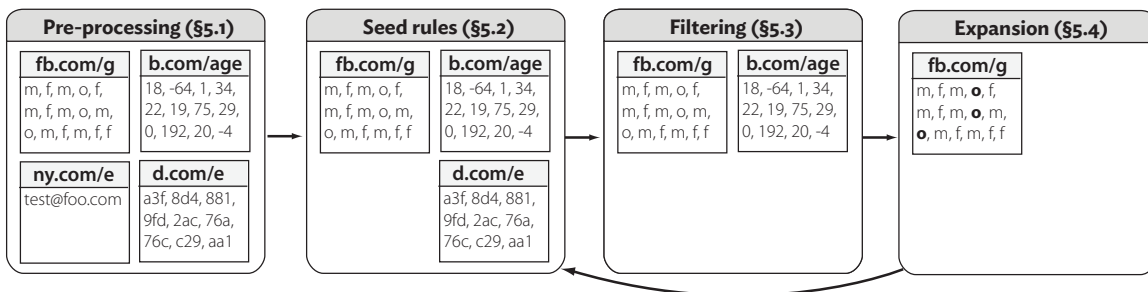 Pre-processing (§5.1)
fb.com/g
m, f, m, o, f,
m, f, m, o, m,
o, m, f, m, f, f
b.com/age
18, -64, 1, 34,
22, 19, 75, 29,
0, 192, 20, -4
ny.com/e
test@foo.com
d.com/e
a3f, 8d4, 881,
9fd, 2ac, 76a,
76c, c29, aa1
Seed rules (§5.2)
fb.com/g
m, f, m, o, f,
m, f, m, o, m,
o, m, f, m, f, f
b.com/age
18, -64, 1, 34,
22, 19, 75, 29,
0, 192, 20, -4
d.com/e
a3f, 8d4, 881,
9fd, 2ac, 76a,
76c, c29, aa1
Filtering (§5.3)
fb.com/g
m, f, m, o, f,
m, f, m, o, m,
o, m, f, m, f, f
b.com/age
18, -64, 1, 34,
22, 19, 75, 29,
0, 192, 20, -4
Expansion (§5.4)
fb.com/g
m, f, m, o, f,
m, f, m, o, m,
o, m, f, m, f, f